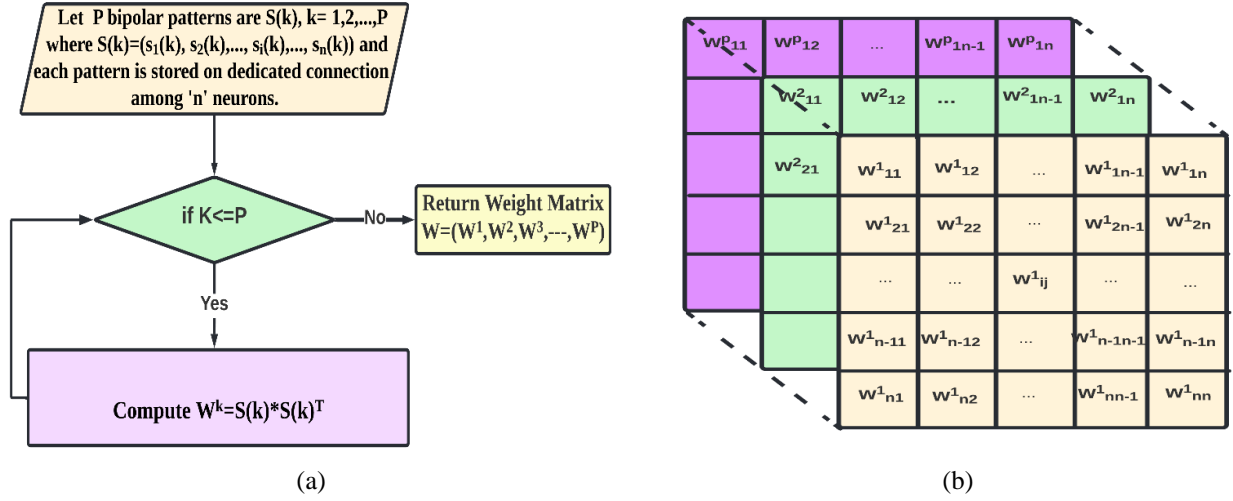 Let P bipolar patterns are S(k), k= 1,2,...,P
where S(k)=(s₁(k), s₂(k),..., sᵢ(k),..., sₙ(k)) and
each pattern is stored on dedicated connection
among 'n' neurons.
if K<=P
No
Return Weight Matrix
W=(W¹,W²,W³,---,Wᴾ)
Yes
Compute Wᵏ=S(k)*S(k)ᵀ
(a)
wᵖ₁₁ wᵖ₁₂ ... wᵖ₁ₙ₋₁ wᵖ₁ₙ
w²₁₁ w²₁₂ ... w²₁ₙ₋₁ w²₁ₙ
w²₂₁ w¹₁₁ w¹₁₂ ... w¹₁ₙ₋₁ w¹₁ₙ
w¹₂₁ w¹₂₂ ... w¹₂ₙ₋₁ w¹₂ₙ
... ... w¹ᵢⱼ ... ...
w¹ₙ₋₁₁ w¹ₙ₋₁₂ ... w¹ₙ₋₁ₙ₋₁ w¹ₙ₋₁ₙ
w¹ₙ₁ w¹ₙ₂ ... w¹ₙₙ₋₁ w¹ₙₙ
(b)